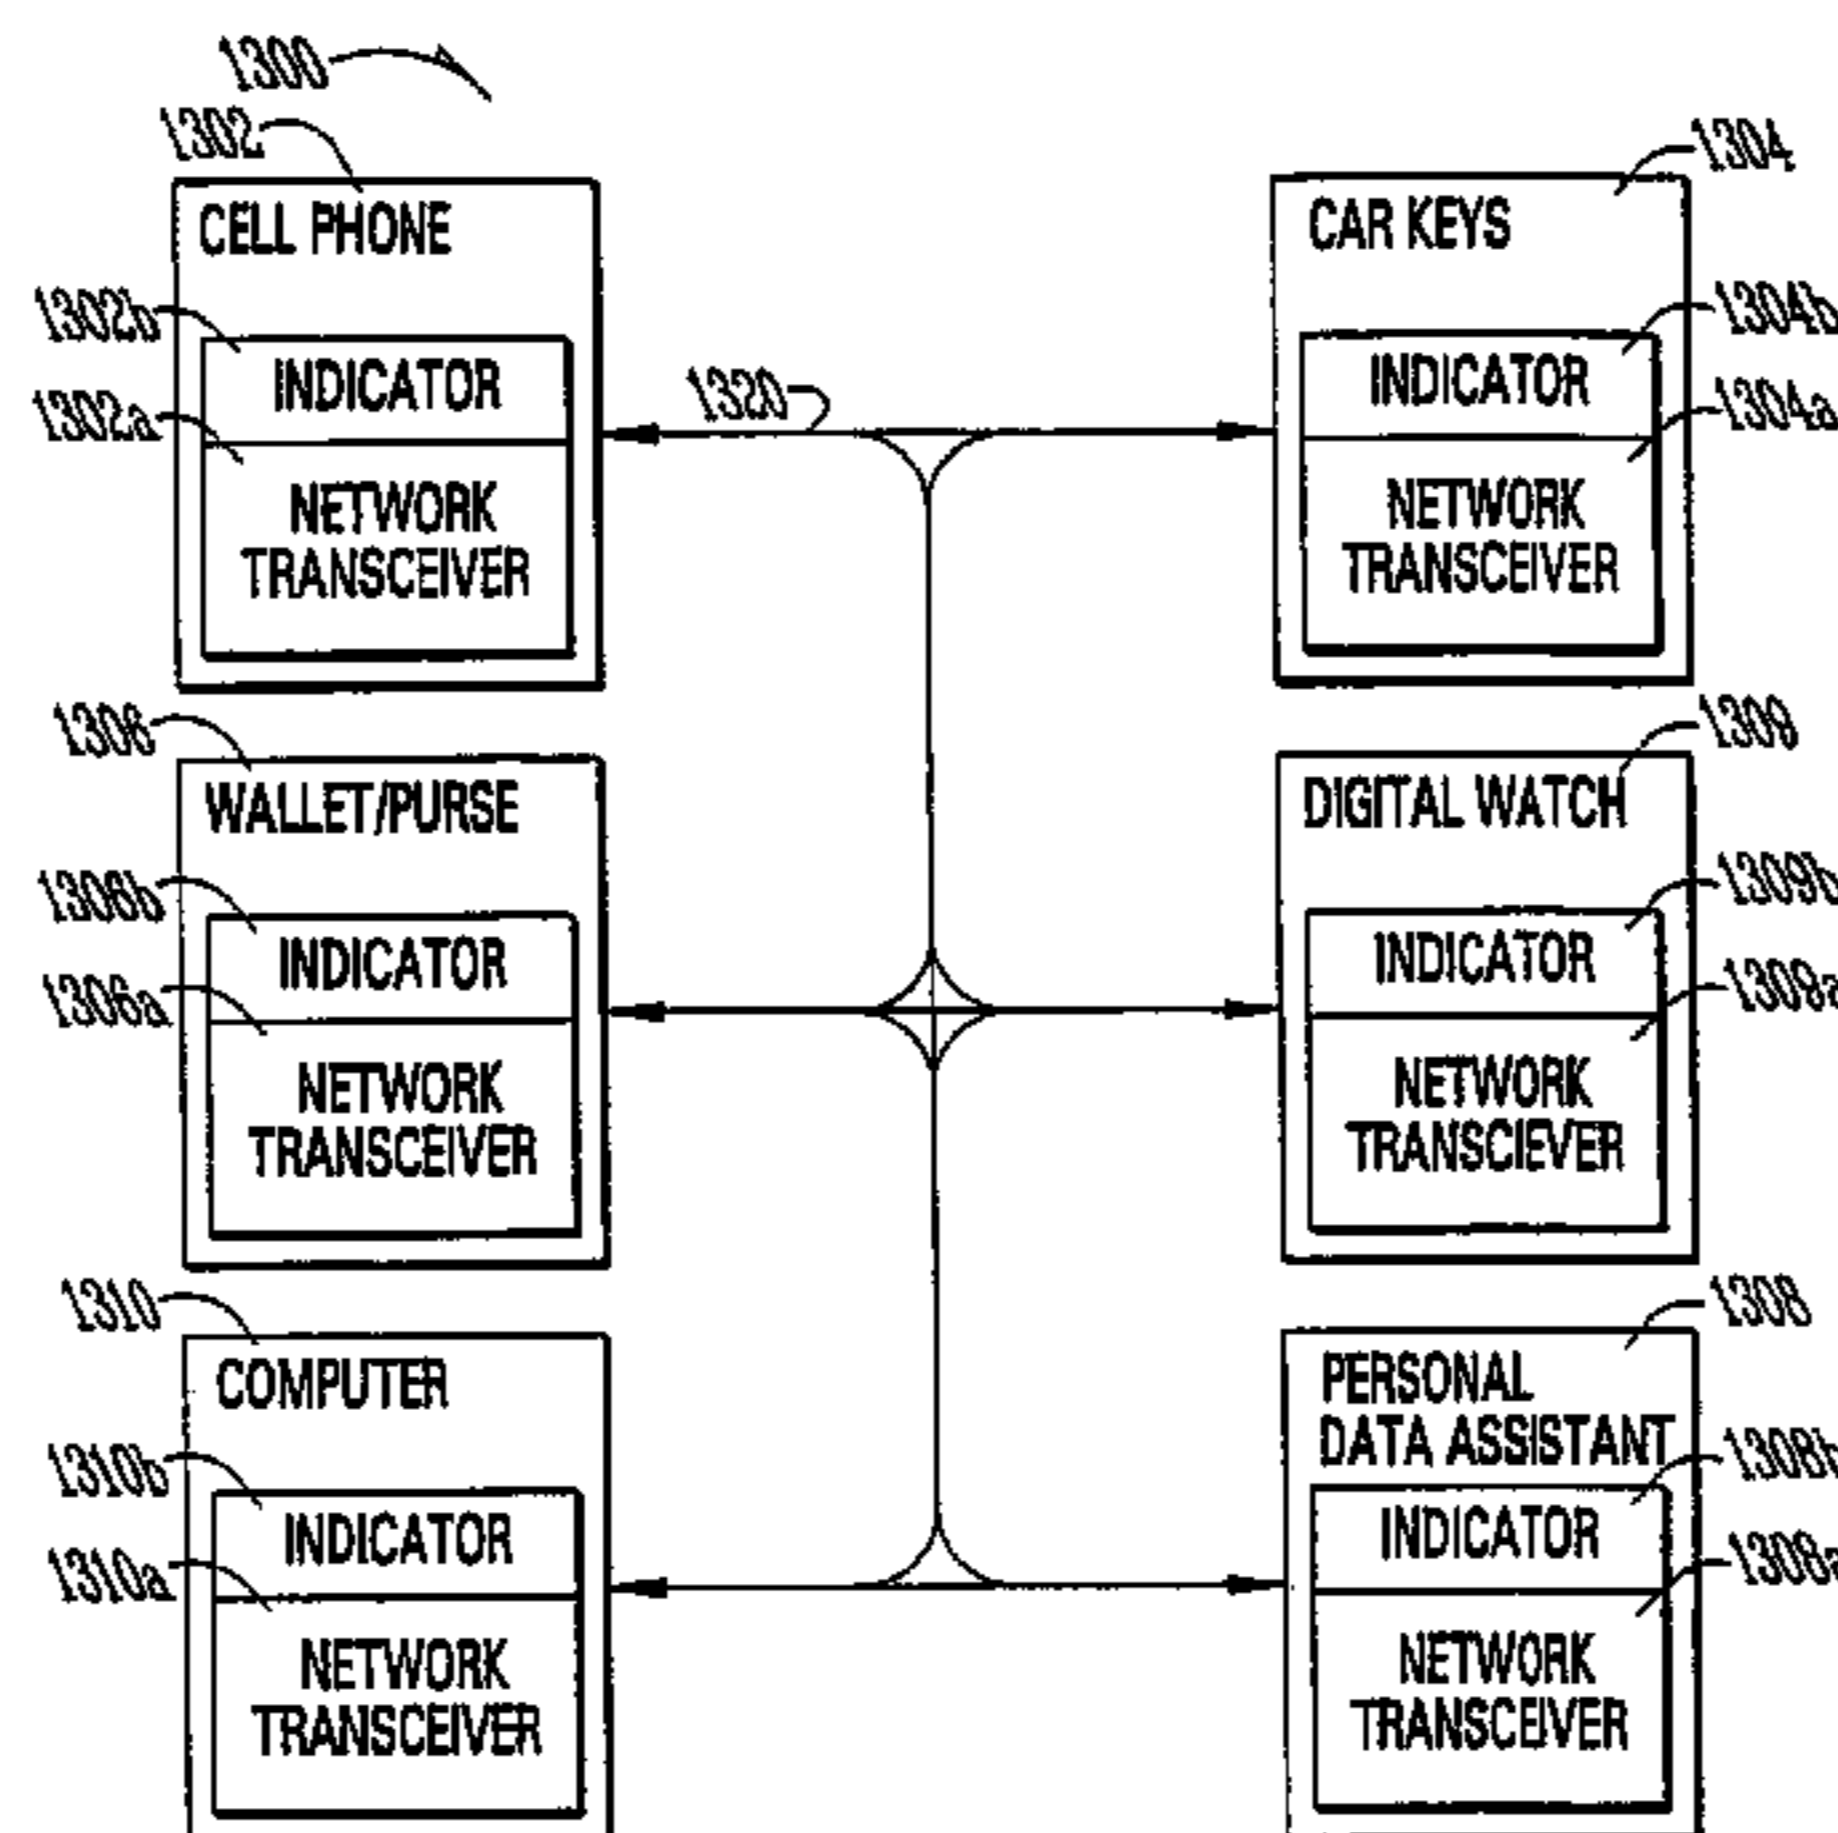 1300
1302
CELL PHONE
1302b
INDICATOR
1302a
NETWORK
TRANSCEIVER
1320
1304
CAR KEYS
1304b
INDICATOR
1304a
NETWORK
TRANSCEIVER
1306
WALLET/PURSE
1306b
INDICATOR
1306a
NETWORK
TRANSCEIVER
1309
DIGITAL WATCH
1309b
INDICATOR
1309a
NETWORK
TRANSCIEVER
1310
COMPUTER
1310b
INDICATOR
1310a
NETWORK
TRANSCEIVER
1308
PERSONAL
DATA ASSISTANT
1308b
INDICATOR
1308a
NETWORK
TRANSCEIVER